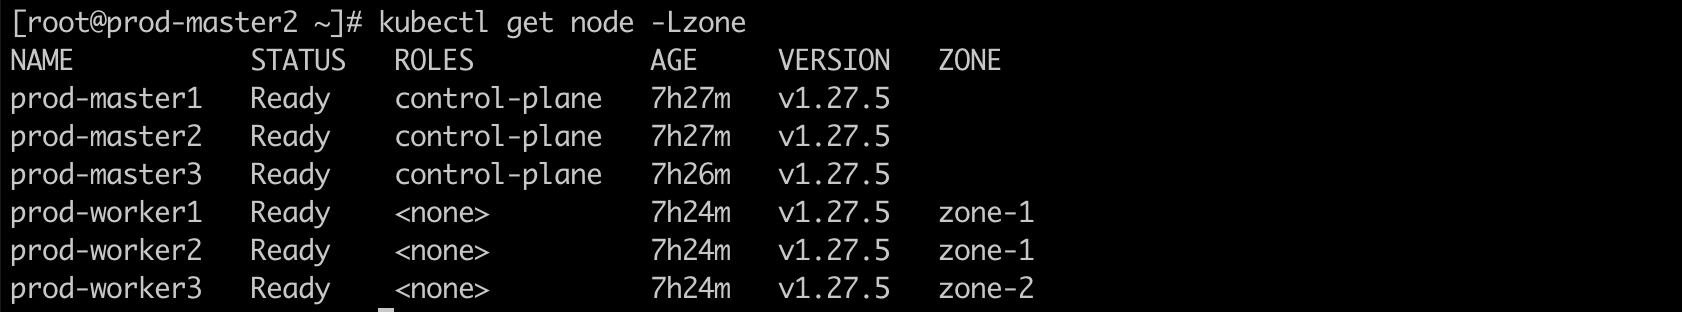 [root@prod-master2 ~]# kubectl get node -Lzone
NAME           STATUS   ROLES           AGE     VERSION   ZONE
prod-master1   Ready    control-plane   7h27m   v1.27.5
prod-master2   Ready    control-plane   7h27m   v1.27.5
prod-master3   Ready    control-plane   7h26m   v1.27.5
prod-worker1   Ready    <none>          7h24m   v1.27.5   zone-1
prod-worker2   Ready    <none>          7h24m   v1.27.5   zone-1
prod-worker3   Ready    <none>          7h24m   v1.27.5   zone-2